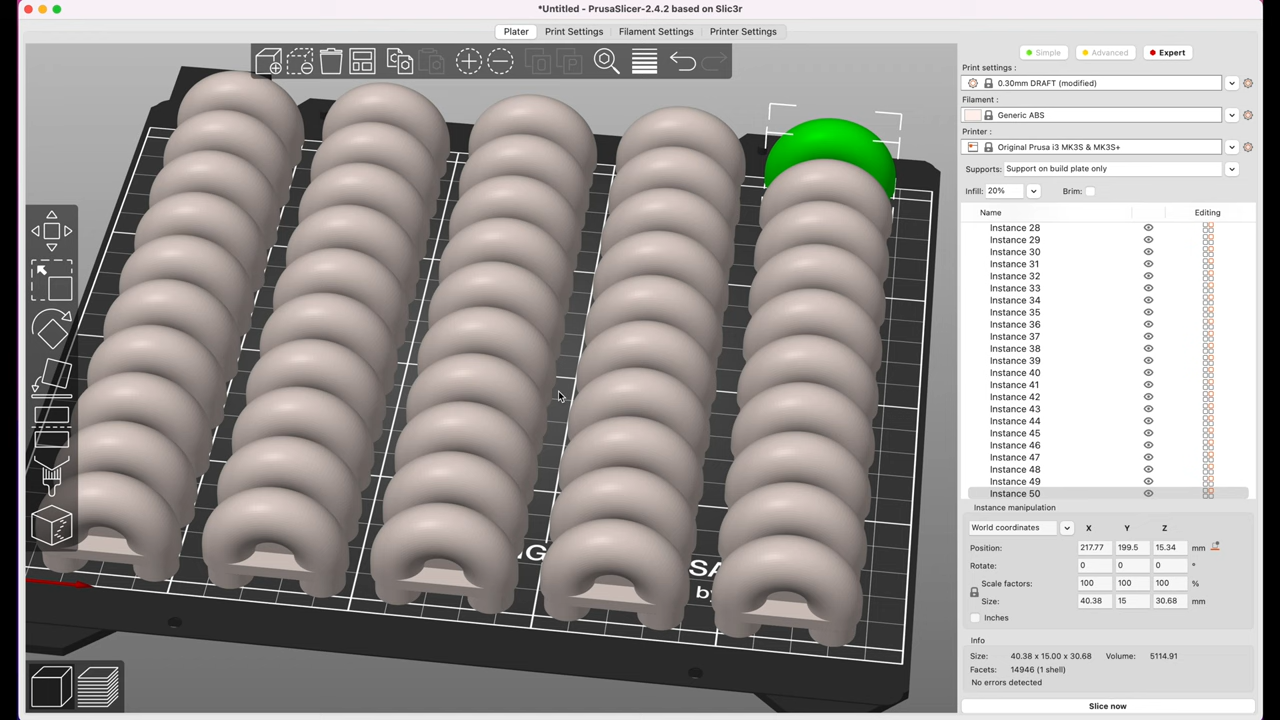 *Untitled - PrusaSlicer-2.4.2 based on Slic3r
Plater Print Settings Filament Settings Printer Settings
Simple Advanced Expert
Print settings :
0.30mm DRAFT (modified)
Filament :
Generic ABS
Printer :
Original Prusa i3 MK3S & MK3S+
Supports: Support on build plate only
Infill: 20% Brim:
Name Editing
Instance 28
Instance 29
Instance 30
Instance 31
Instance 32
Instance 33
Instance 34
Instance 35
Instance 36
Instance 37
Instance 38
Instance 39
Instance 40
Instance 41
Instance 42
Instance 43
Instance 44
Instance 45
Instance 46
Instance 47
Instance 48
Instance 49
Instance 50
Instance manipulation
World coordinates X Y Z
Position: 217.77 199.5 15.34 mm
Rotate: 0 0 0 °
Scale factors: 100 100 100 %
Size: 40.38 15 30.68 mm
Inches
Info
Size: 40.38 x 15.00 x 30.68 Volume: 5114.91
Facets: 14946 (1 shell)
No errors detected
Slice now